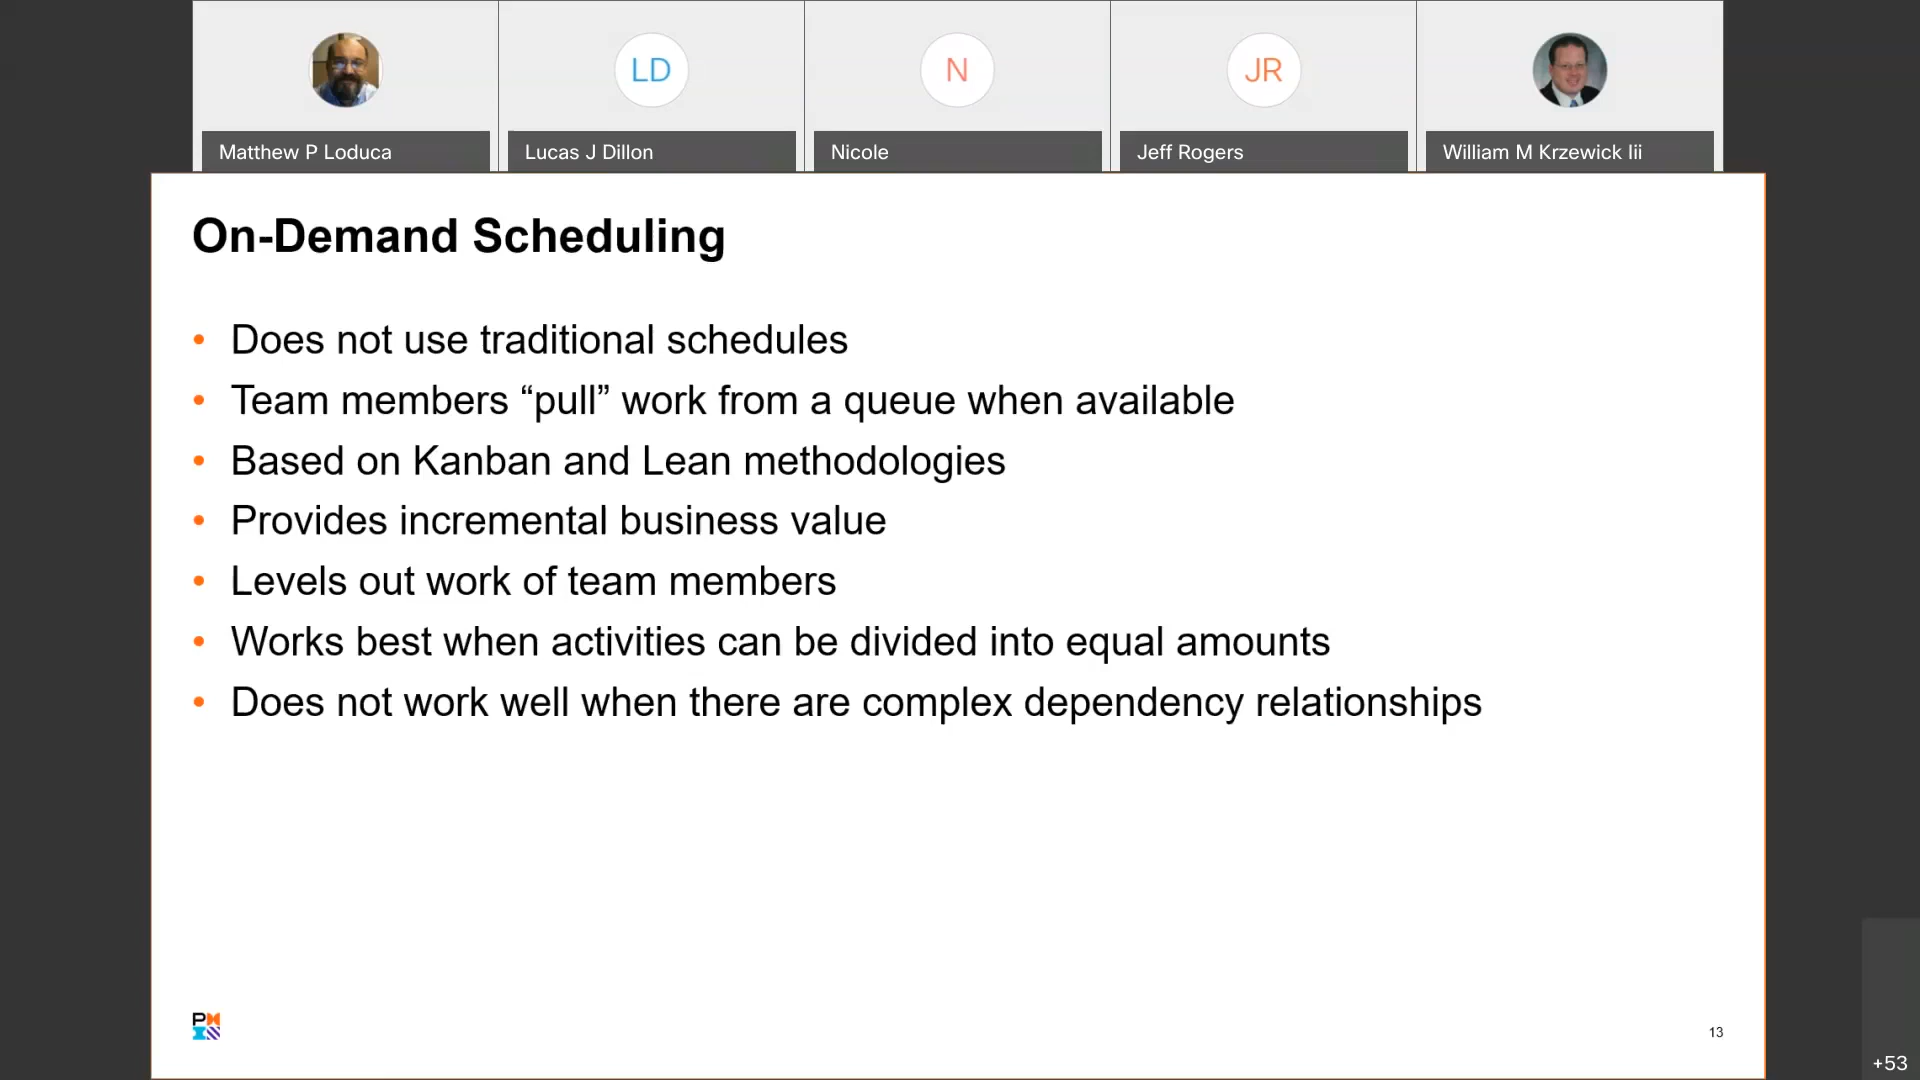 LD
N
JR
Matthew P Loduca
Lucas J Dillon
Nicole
Jeff Rogers
William M Krzewick Iii
On-Demand Scheduling
• Does not use traditional schedules
• Team members “pull” work from a queue when available
• Based on Kanban and Lean methodologies
• Provides incremental business value
• Levels out work of team members
• Works best when activities can be divided into equal amounts
• Does not work well when there are complex dependency relationships
13
+53